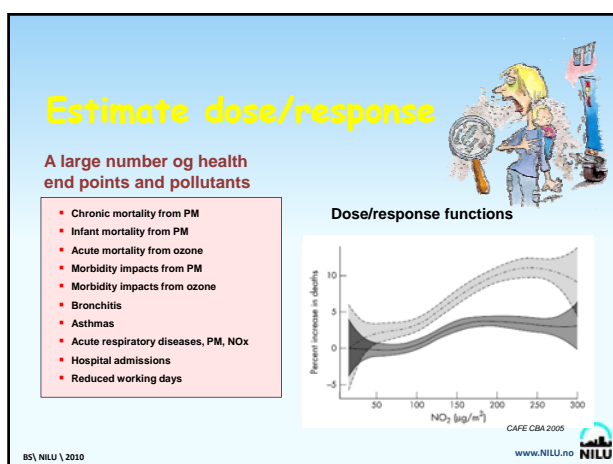 Estimate dose/response
A large number og health
end points and pollutants
▪ Chronic mortality from PM
▪ Infant mortality from PM
▪ Acute mortality from ozone
▪ Morbidity impacts from PM
▪ Morbidity impacts from ozone
▪ Bronchitis
▪ Asthmas
▪ Acute respiratory diseases, PM, NOx
▪ Hospital admissions
▪ Reduced working days
Dose/response functions
Percent increase in deaths
10
5
0
–5
50 100 150 200 250 300
NO₂ (μg/m³)
CAFE CBA 2005
BS\ NILU \ 2010
www.NILU.no
NILU